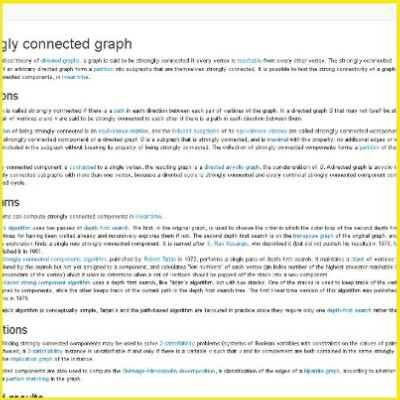 gly connected graph
theory of directed graphs, a graph is said to be strongly connected if every vertex is reachable from every other vertex. The strongly connected
of an arbitrary directed graph form a partition into subgraphs that are themselves strongly connected. It is possible to test the strong connectivity of a graph
components, in linear time.
ons
is called strongly connected if there is a path in each direction between each pair of vertices of the graph. In a directed graph G that may not itself be
of vertices u and v are said to be strongly connected to each other if there is a path in each direction between them.
of being strongly connected is an equivalence relation, and the induced subgraphs of its equivalence classes are called strongly connected
strongly connected component of a directed graph G is a subgraph that is strongly connected, and is maximal with this property: no additional edges or
included in the subgraph without breaking its property of being strongly connected. The collection of strongly connected components forms a partition of the
connected component is contracted to a single vertex, the resulting graph is a directed acyclic graph, the condensation of G. A directed graph is acyclic
connected subgraphs with more than one vertex, because a directed cycle is strongly connected and every nontrivial strongly connected component
cycle.
ms
can compute strongly connected components in linear time.
algorithm uses two passes of depth first search. The first, in the original graph, is used to choose the order in which the outer loop of the second depth
for having been visited already and recursively explores them if not. The second depth first search is on the transpose graph of the original graph, and
exploration finds a single new strongly connected component. It is named after S. Rao Kosaraju, who described it (but did not publish his results) in 1978;
published it in 1981.
strongly connected components algorithm, published by Robert Tarjan in 1972, performs a single pass of depth first search. It maintains a stack of
by the search but not yet assigned to a component, and calculates "low numbers" of each vertex (an index number of the highest ancestor reachable
descendant of the vertex) which it used to determine when a set of vertices should be popped off the stack into a new component.
strong component algorithm uses a depth first search, like Tarjan's algorithm, but with two stacks. One of the stacks is used to keep track of the
to components, while the other keeps track of the current path in the depth first search tree. The first linear time version of this algorithm was published
in 1976.
algorithm is conceptually simple, Tarjan's and the path-based algorithm are favoured in practice since they require only one depth-first search rather
tions
finding strongly connected components may be used to solve 2-satisfiability problems (systems of Boolean variables with constraints on the values of
showed, a 2-satisfiability instance is unsatisfiable if and only if there is a variable v such that v and its complement are both contained in the same strongly
implication graph of the instance.
connected components are also used to compute the Dulmage–Mendelsohn decomposition, a classification of the edges of a bipartite graph, according to whether
perfect matching in the graph.